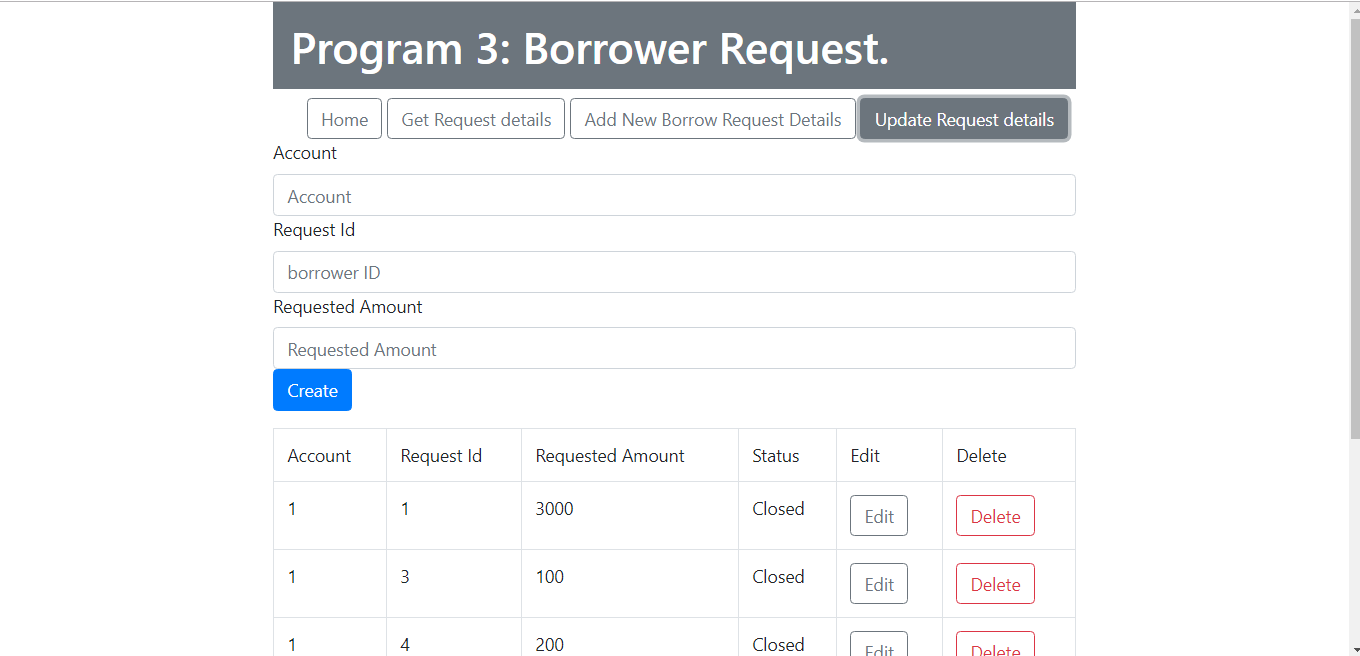 Program 3: Borrower Request.
Home Get Request details Add New Borrow Request Details Update Request details
Account
Account
Request Id
borrower ID
Requested Amount
Requested Amount
Create
Account Request Id Requested Amount Status Edit Delete
1 1 3000 Closed Edit Delete
1 3 100 Closed Edit Delete
1 4 200 Closed Edit Delete